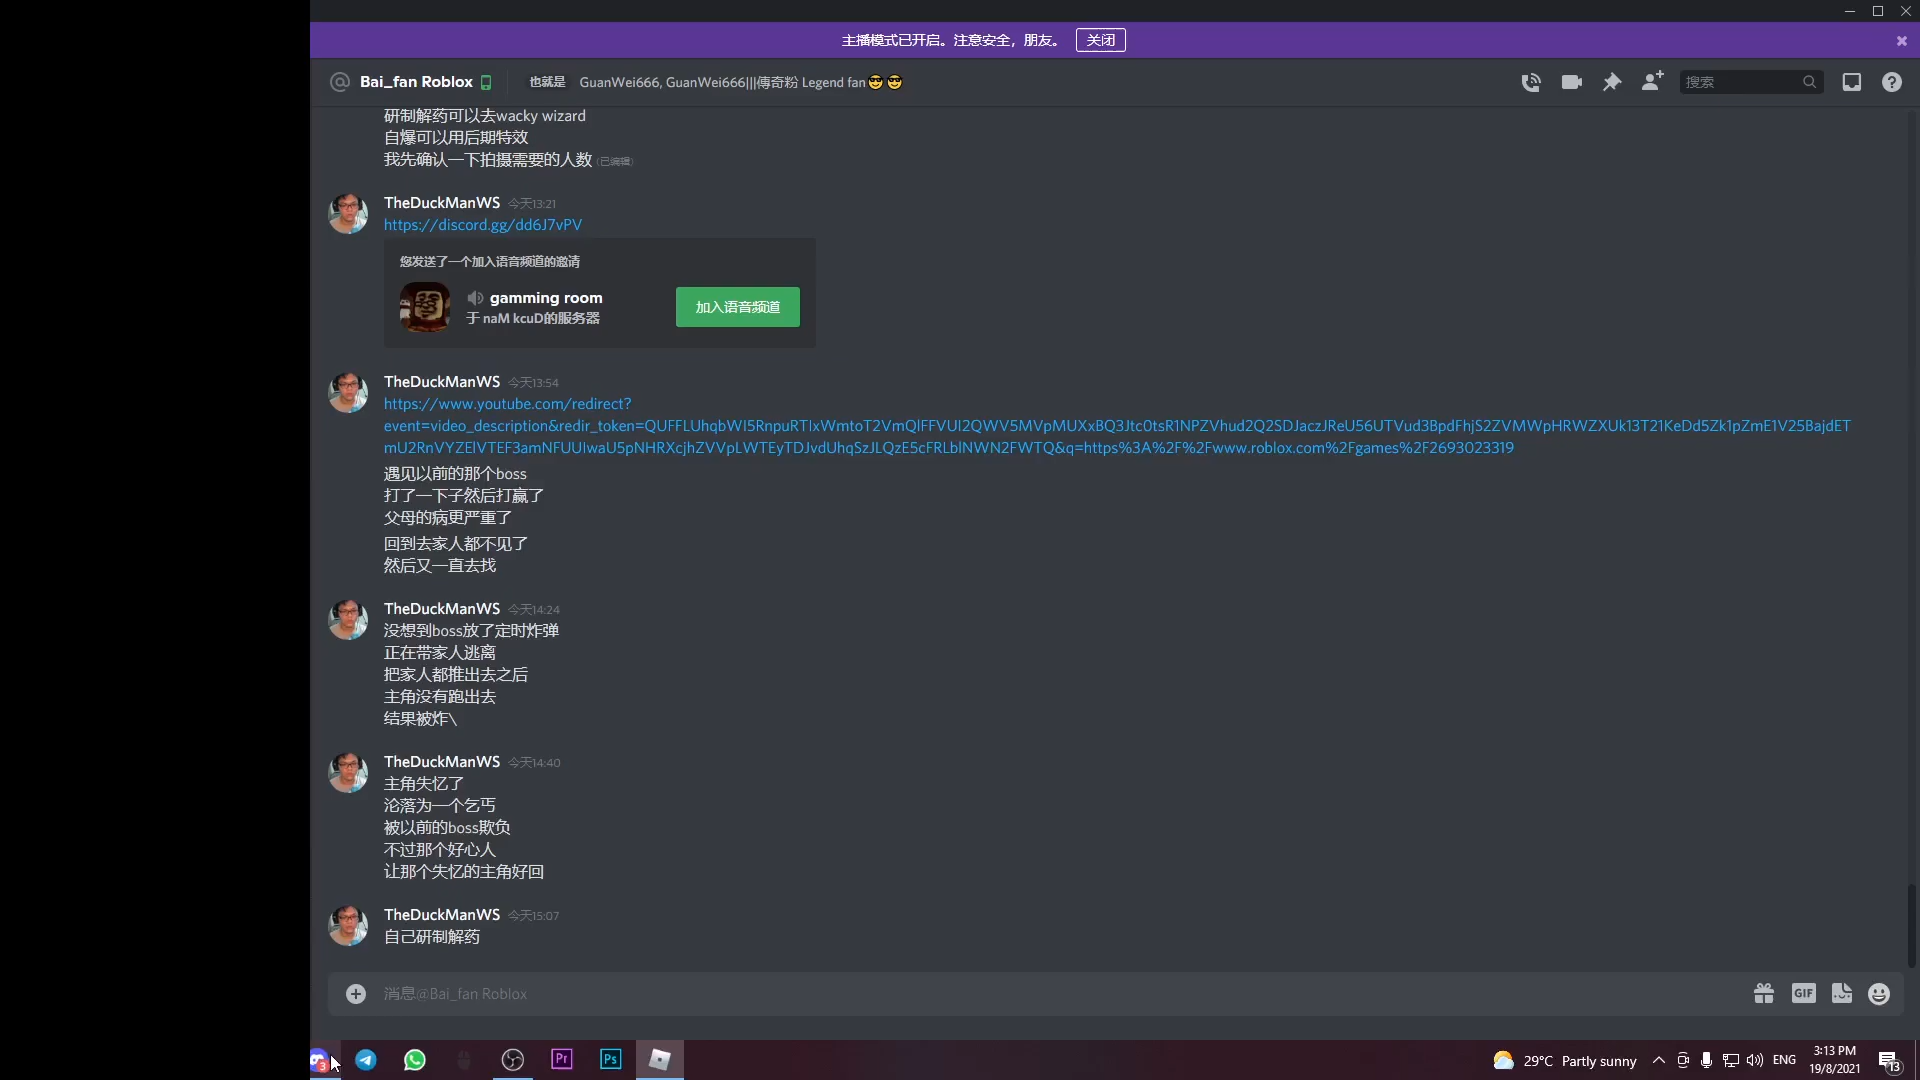 主播模式已开启。注意安全，朋友。 关闭
Bai_fan Roblox 也就是 GuanWei666, GuanWei666|||傳奇粉 Legend fan😎😎 搜索
研制解药可以去wacky wizard
自爆可以用后期特效
我先确认一下拍摄需要的人数 (已编辑)
TheDuckManWS 今天13:21
https://discord.gg/dd6J7vPV
您发送了一个加入语音频道的邀请
gamming room
于 naM kcuD的服务器
加入语音频道
TheDuckManWS 今天13:54
https://www.youtube.com/redirect?
event=video_description&redir_token=QUFFLUhqbWI5RnpuRTIxWmtoT2VmQlFFVUI2QWV5MVpMUXxBQ3Jtc0tsR1NPZVhud2Q2SDJaczJReU56UTVud3BpdFhjS2ZVMWpHRWZXUk13T21KeDd5Zk1pZmE1V25BajdET
mU2RnVYZElVTEF3amNFUUIwaU5pNHRXcjhZVVpLWTEyTDJvdUhqSzJLQzE5cFRLblNWN2FWTQ&q=https%3A%2F%2Fwww.roblox.com%2Fgames%2F2693023319
遇见以前的那个boss
打了一下子然后打赢了
父母的病更严重了
回到去家人都不见了
然后又一直去找
TheDuckManWS 今天14:24
没想到boss放了定时炸弹
正在带家人逃离
把家人都推出去之后
主角没有跑出去
结果被炸\
TheDuckManWS 今天14:40
主角失忆了
沦落为一个乞丐
被以前的boss欺负
不过那个好心人
让那个失忆的主角好回
TheDuckManWS 今天15:07
自己研制解药
消息@Bai_fan Roblox
GIF
3
Pr
Ps
29°C Partly sunny
ENG
3:13 PM
19/8/2021
13